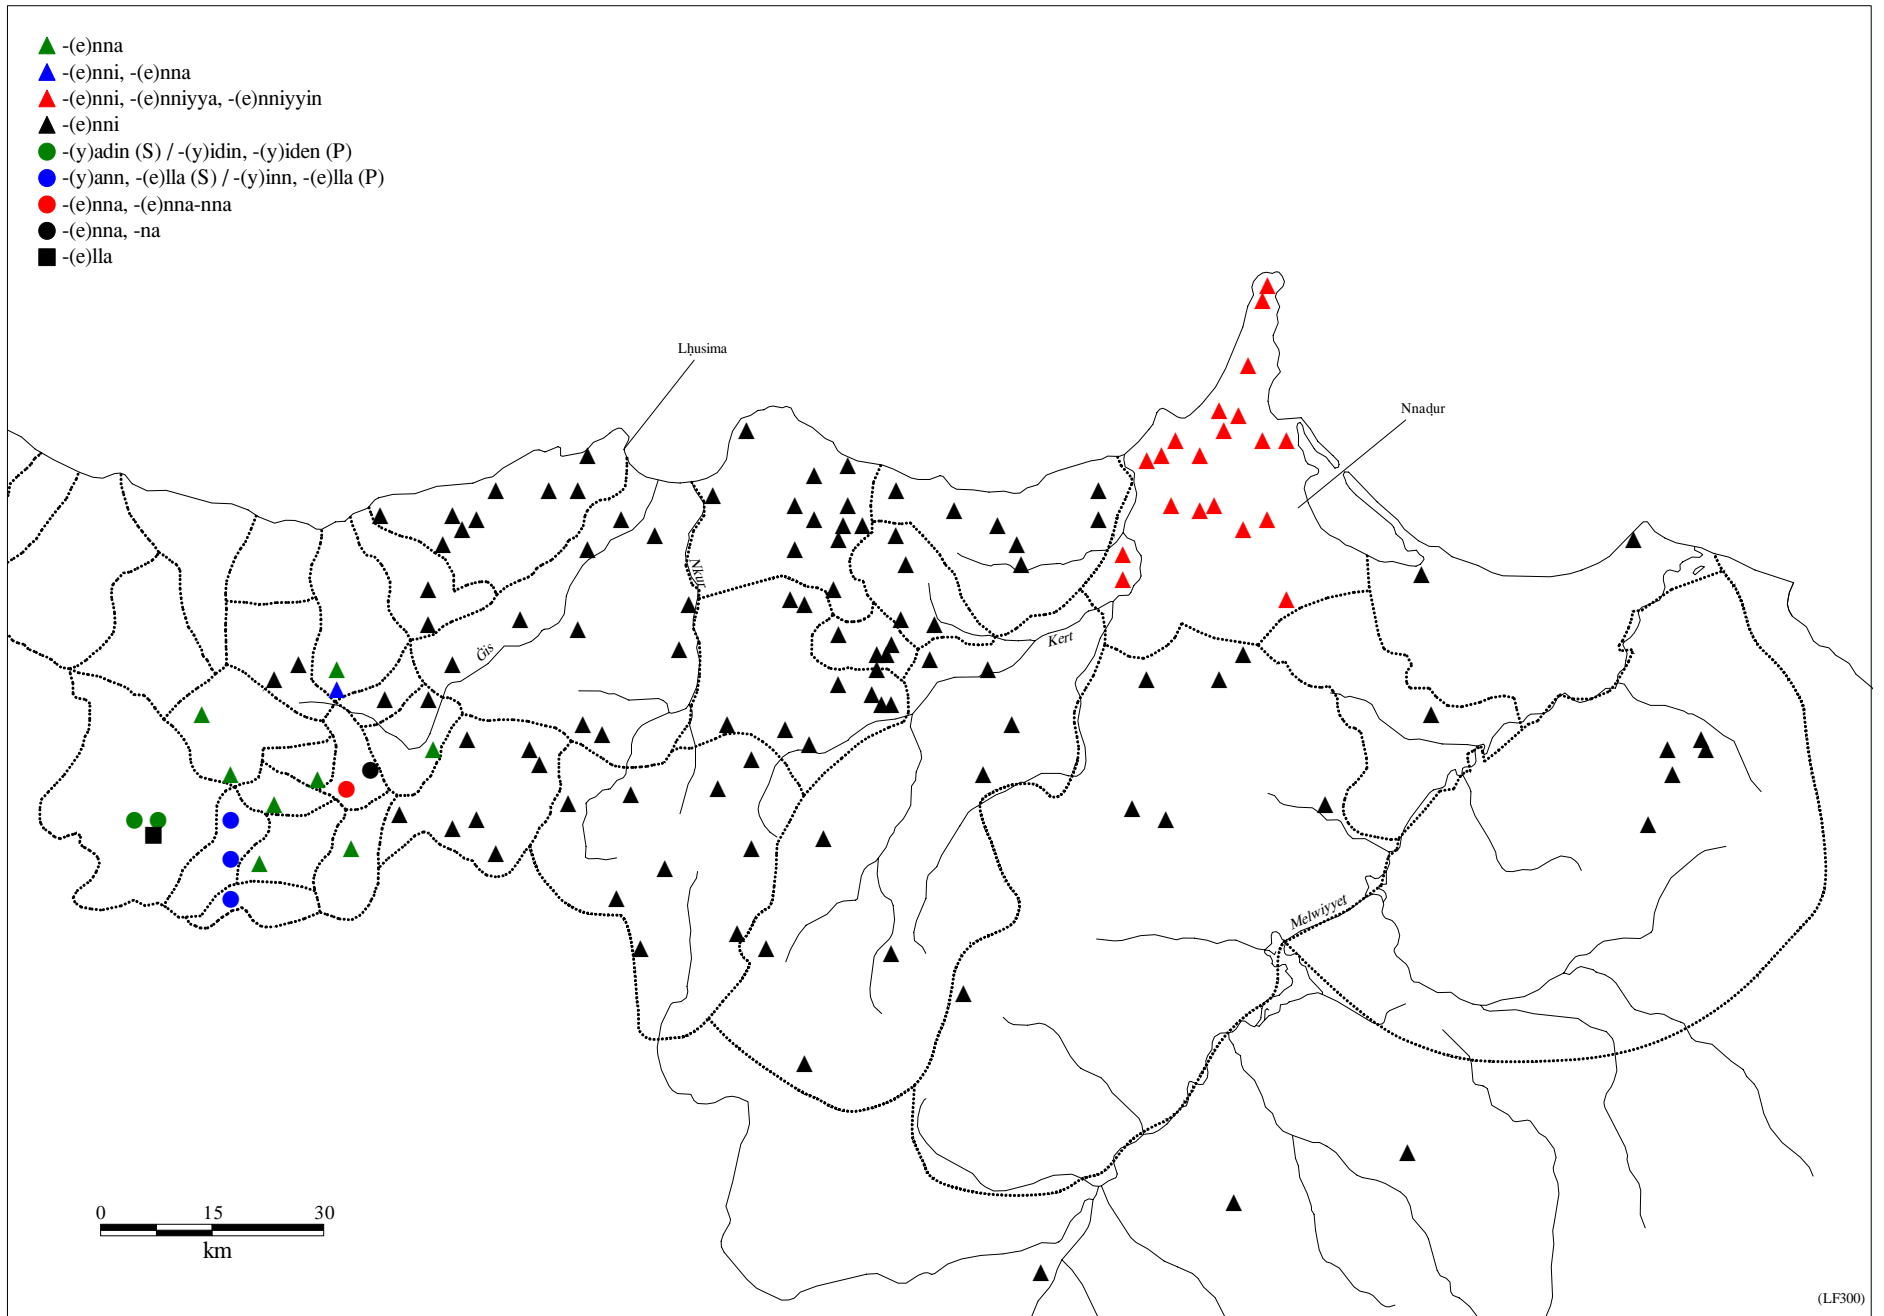 -(e)nna
-(e)nni, -(e)nna
-(e)nni, -(e)nniyya, -(e)nniyyin
-(e)nni
-(y)adin (S) / -(y)idin, -(y)iden (P)
-(y)ann, -(e)lla (S) / -(y)inn, -(e)lla (P)
-(e)nna, -(e)nna-nna
-(e)nna, -na
-(e)lla
Lḥusima
Nnaḍur
Nkur
Kert
Ġis
Melwiyyet
0 15 30
km
(LF300)